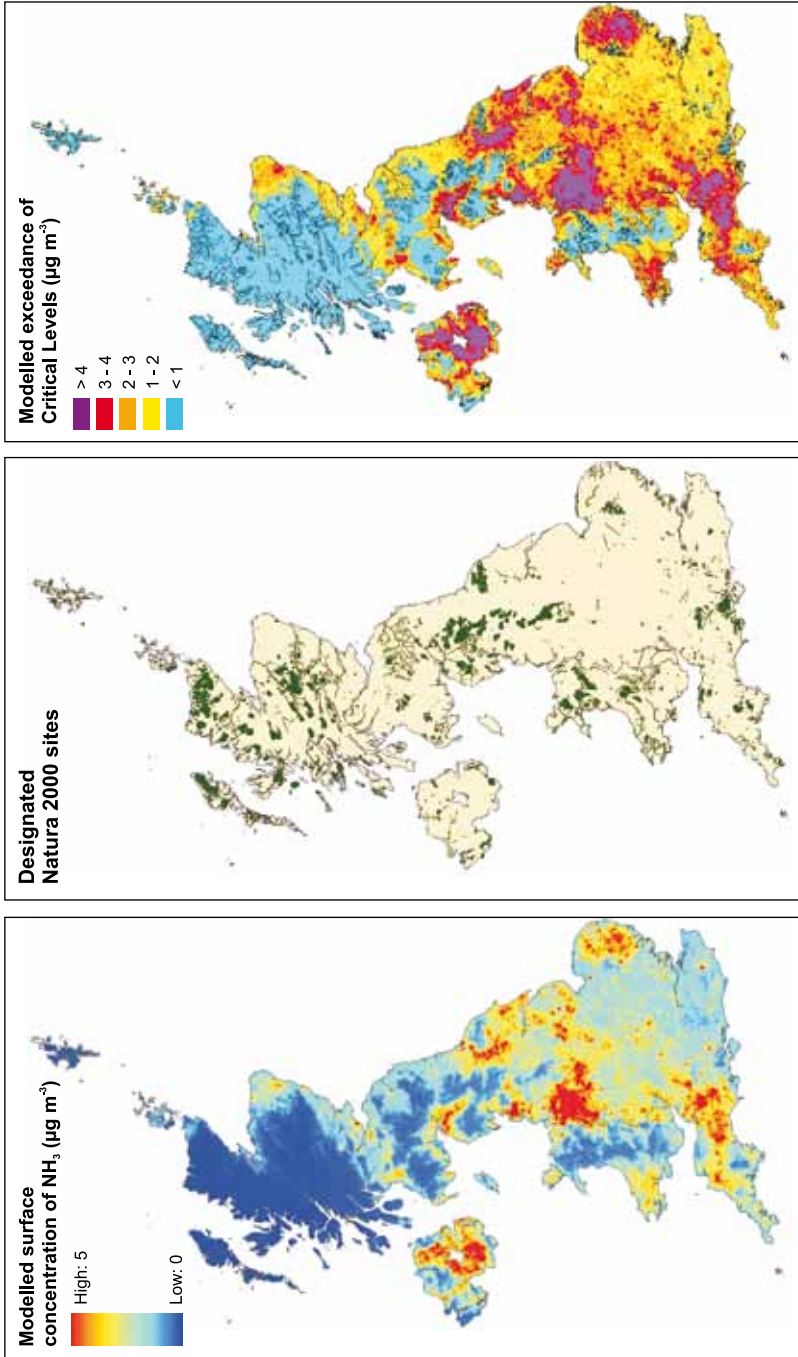 Modelled surface
concentration of NH₃ (µg m⁻³)
High: 5
Low: 0
Designated
Natura 2000 sites
Modelled exceedance of
Critical Levels (µg m⁻³)
> 4
3 - 4
2 - 3
1 - 2
< 1